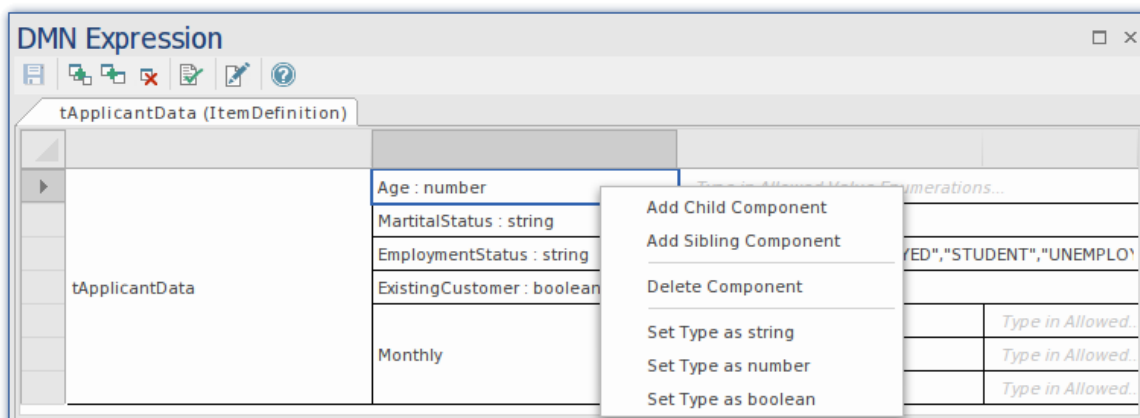 DMN Expression
tApplicantData (ItemDefinition)
Age : number
MartitalStatus : string
EmploymentStatus : string
YED","STUDENT","UNEMPLOY
tApplicantData
ExistingCustomer : boolean
Monthly
Type in Allowed Value Enumerations...
Add Child Component
Add Sibling Component
Delete Component
Set Type as string
Set Type as number
Set Type as boolean
Type in Allowed..
Type in Allowed..
Type in Allowed..